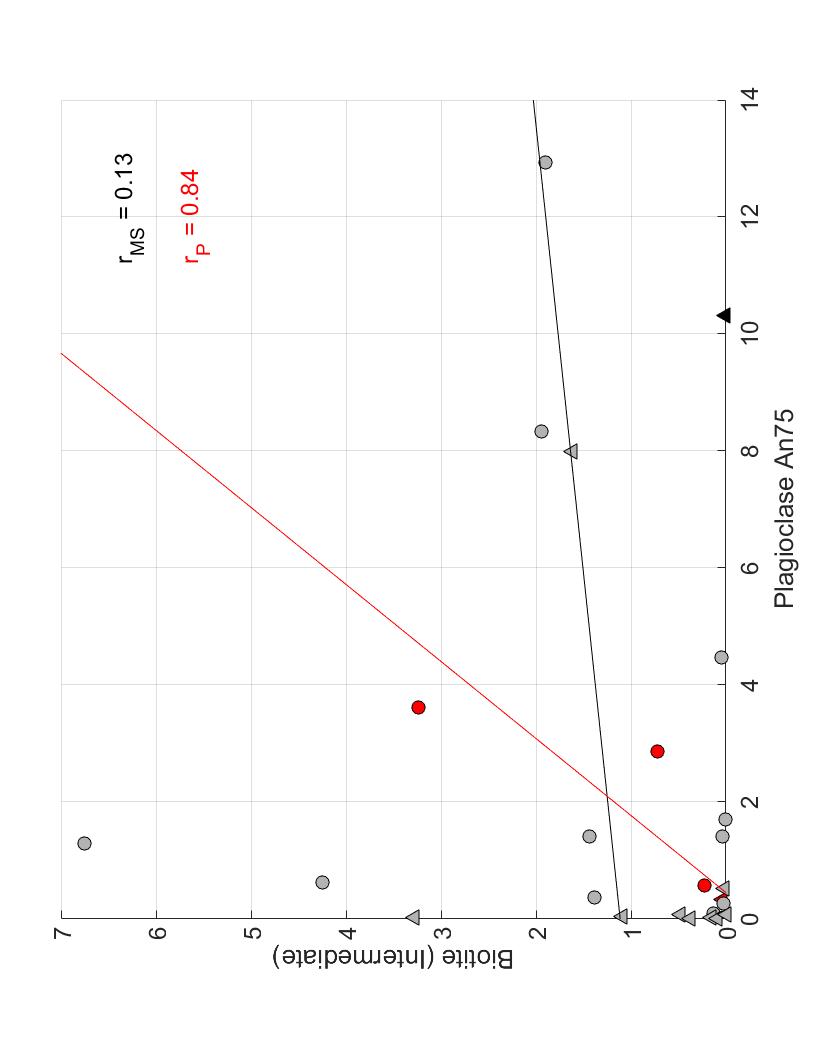 7
6
5
4
3
2
1
0
Biotite (Intermediate)
r_MS = 0.13
r_P = 0.84
0 2 4 6 8 10 12 14
Plagioclase An75